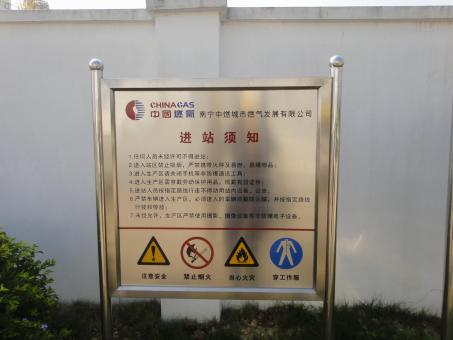 CHINAGAS
中国燃气 南宁中燃城市燃气发展有限公司
进站须知
1.任何人员未经许可不得进站;
2.进入站区禁止吸烟,严禁携带火种及易燃、易爆物品;
3.进入生产区请关闭手机等非防爆通讯工具;
4.进入生产区需穿戴劳动保护用品,
5.进站人员按指定路线行走不得动用站内设备、设施;
6.严禁车辆进入生产区,必须进入的车辆须戴防火帽,并按指定路线
行驶和停放;
7.未经允许,生产区严禁使用摄影、摄像设备等非防爆电子设备。
注意安全 禁止烟火 当心火灾 穿工作服